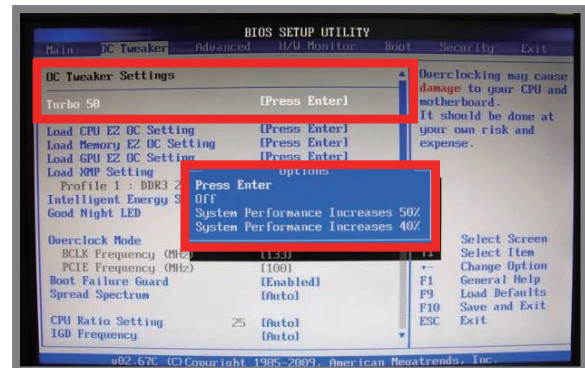 BIOS SETUP UTILITY
Main OC Tweaker Advanced H/W Monitor Boot Security Exit
OC Tweaker Settings
Turbo 50 [Press Enter]
Load CPU EZ OC Setting [Press Enter]
Load Memory EZ OC Setting [Press Enter]
Load GPU EZ OC Setting [Press Enter]
Load XMP Setting
Profile 1 : DDR3 2
Intelligent Energy S
Good Night LED
Overclock Mode
BCLK Frequency (MHz) [133]
PCIE Frequency (MHz) [100]
Boot Failure Guard [Enabled]
Spread Spectrum [Auto]
CPU Ratio Setting 25 [Auto]
IGD Frequency [Auto]
Options
Press Enter
Off
System Performance Increases 50%
System Performance Increases 40%
Overclocking may cause
damage to your CPU and
motherboard.
It should be done at
your own risk and
expense.
Select Screen
↑↓ Select Item
+- Change Option
F1 General Help
F9 Load Defaults
F10 Save and Exit
ESC Exit
v02.67C (C)Copyright 1985-2009, American Megatrends, Inc.